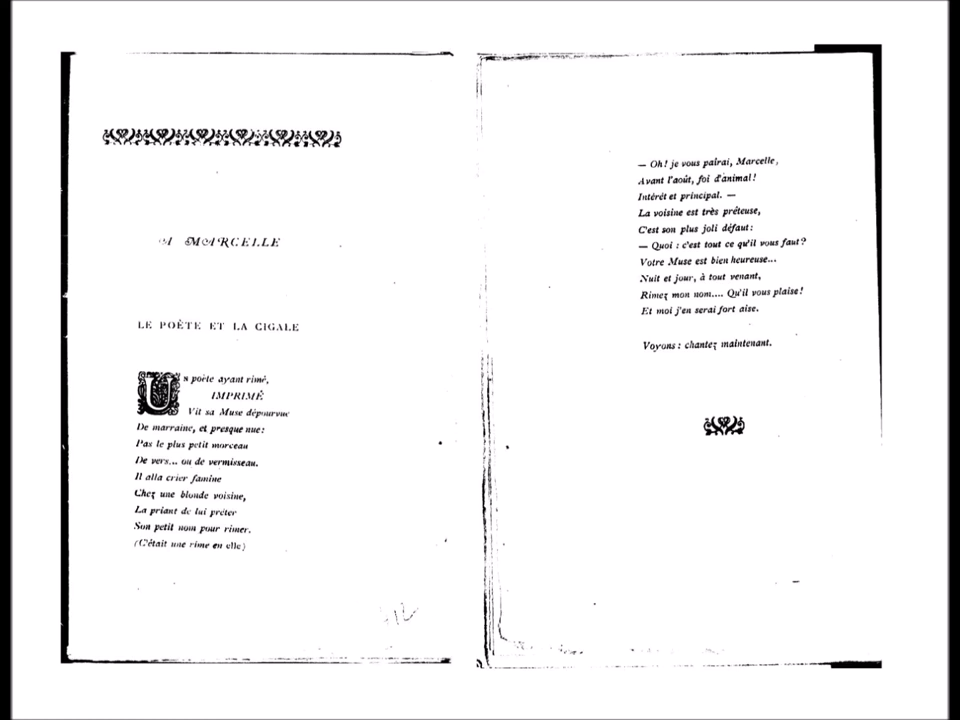 A MARCELLE
LE POÈTE ET LA CIGALE
UN poète ayant rimé,
IMPRIMÉ
Vit sa Muse dépourvue
De marraine, et presque nue:
Pas le plus petit morceau
De vers... ou de vermisseau.
Il alla crier famine
Chez une blonde voisine,
La priant de lui prêter
Son petit nom pour rimer.
(C'était une rime en elle)
— Oh! je vous pairai, Marcelle,
Avant l'août, foi d'animal!
Intérêt et principal. —
La voisine est très prêteuse,
C'est son plus joli défaut:
— Quoi : c'est tout ce qu'il vous faut?
Votre Muse est bien heureuse...
Nuit et jour, à tout venant,
Rimez mon nom.... Qu'il vous plaise!
Et moi j'en serai fort aise.
Voyons : chantez maintenant.